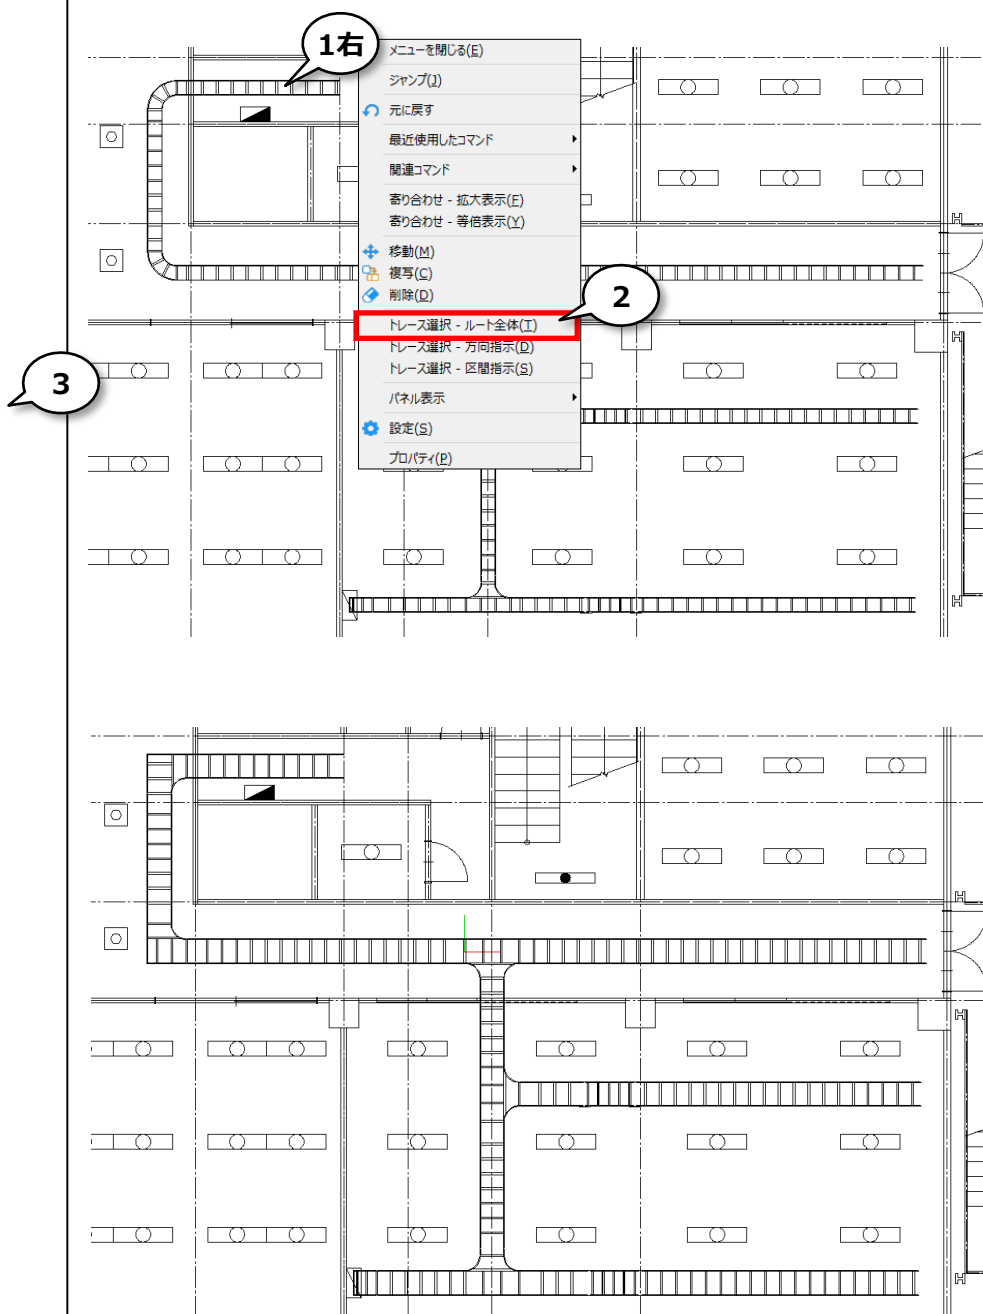 1右
メニューを閉じる(E)
ジャンプ(J)
元に戻す
最近使用したコマンド
関連コマンド
寄り合わせ - 拡大表示(F)
寄り合わせ - 等倍表示(Y)
移動(M)
複写(C)
削除(D)
2
トレース選択 - ルート全体(T)
トレース選択 - 方向指示(D)
トレース選択 - 区間指示(S)
3
パネル表示
設定(S)
プロパティ(P)